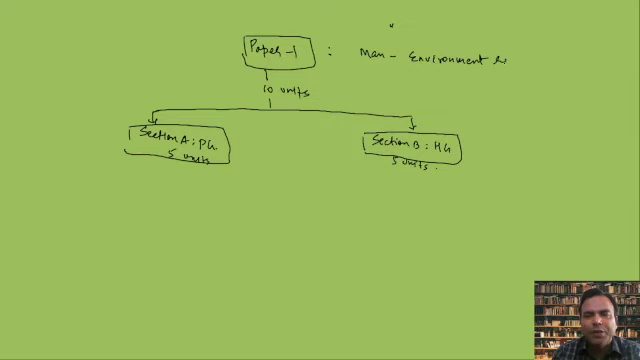 Paper-1 : Man - Environment
10 units
Section A : PG
5 units
Section B : HG
5 units.